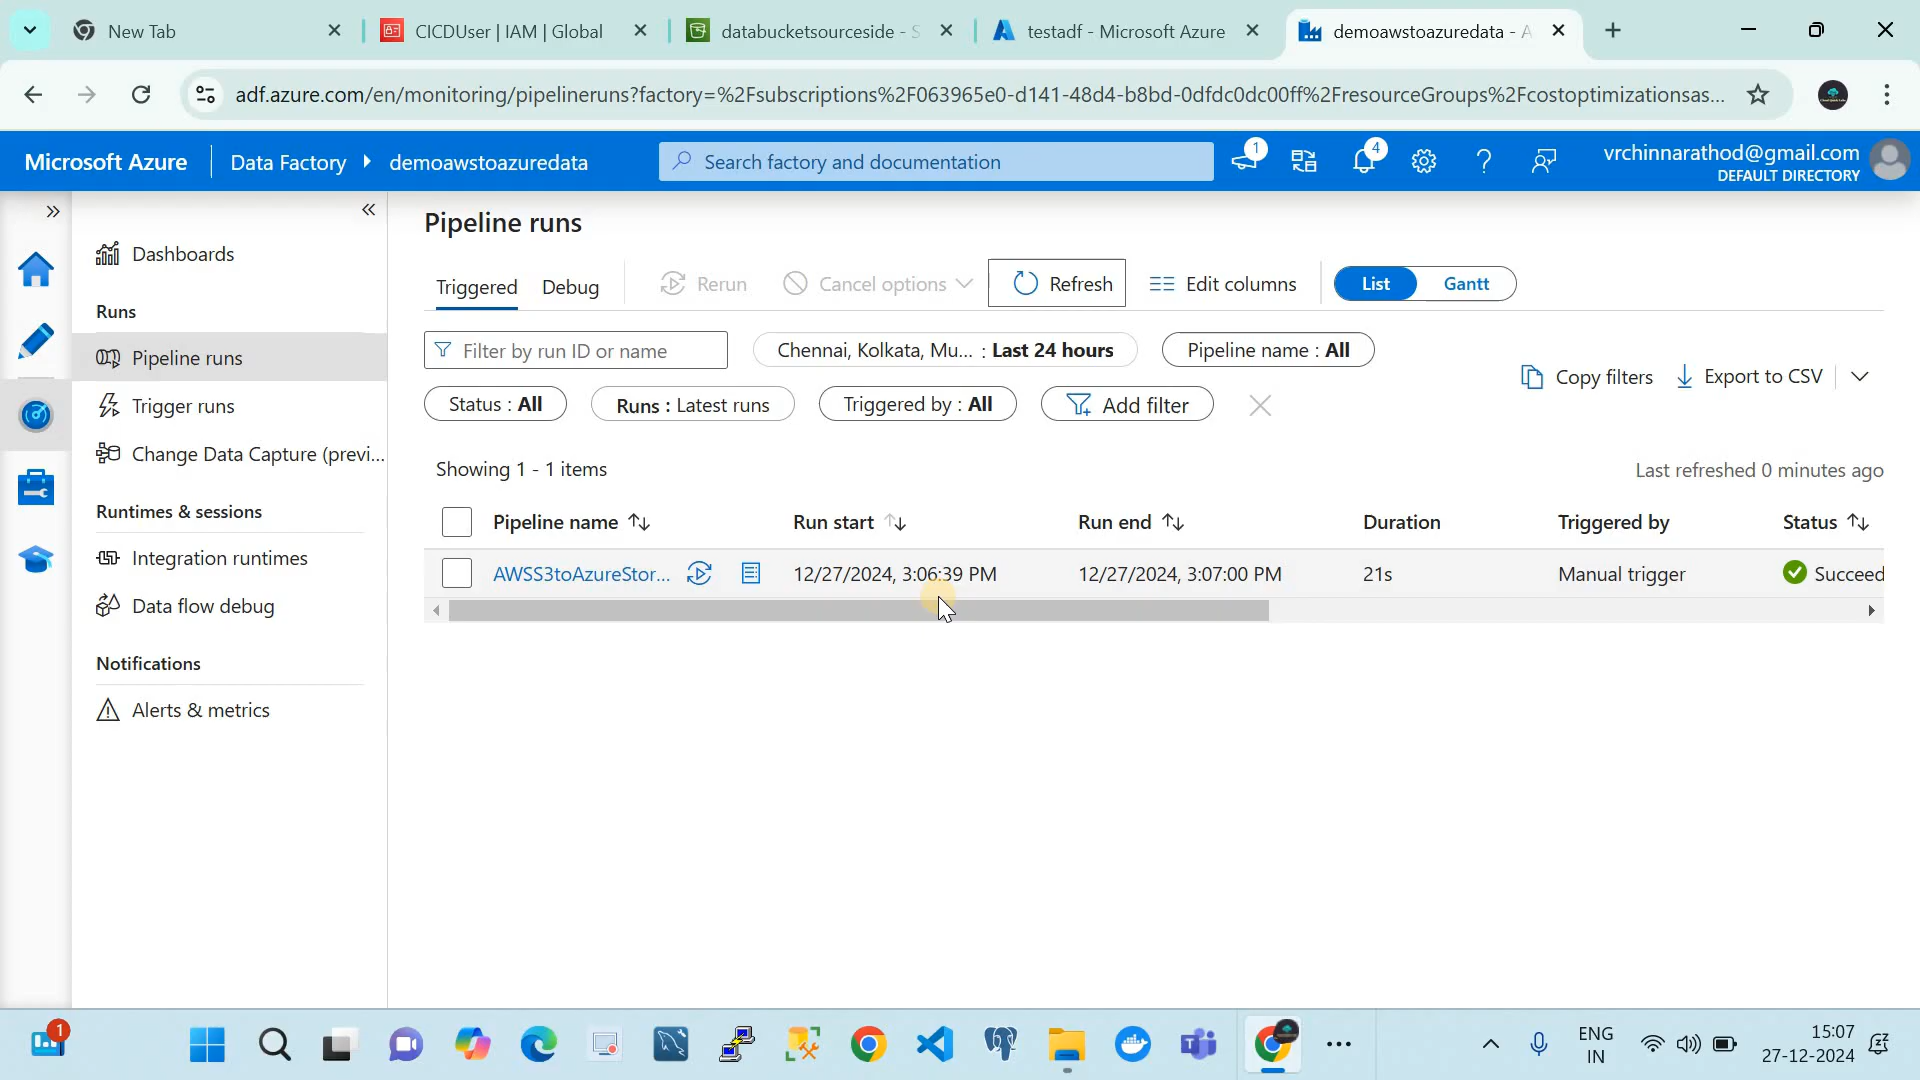 New Tab
CICDUser | IAM | Global
databucketsourceside - S
testadf - Microsoft Azure
demoawstoazuredata - A
adf.azure.com/en/monitoring/pipelineruns?factory=%2Fsubscriptions%2F063965e0-d141-48d4-b8bd-0dfdc0dc00ff%2FresourceGroups%2Fcostoptimizationsas...
Microsoft Azure
Data Factory
demoawstoazuredata
Search factory and documentation
1
4
vrchinnarathod@gmail.com
DEFAULT DIRECTORY
Dashboards
Runs
Pipeline runs
Trigger runs
Change Data Capture (previ...
Runtimes & sessions
Integration runtimes
Data flow debug
Notifications
Alerts & metrics
Pipeline runs
Triggered
Debug
Rerun
Cancel options
Refresh
Edit columns
List
Gantt
Filter by run ID or name
Chennai, Kolkata, Mu... : Last 24 hours
Pipeline name : All
Status : All
Runs : Latest runs
Triggered by : All
Add filter
Copy filters
Export to CSV
Showing 1 - 1 items
Last refreshed 0 minutes ago
Pipeline name
Run start
Run end
Duration
Triggered by
Status
AWSS3toAzureStor...
12/27/2024, 3:06:39 PM
12/27/2024, 3:07:00 PM
21s
Manual trigger
Succeed
1
ENG
IN
15:07
27-12-2024